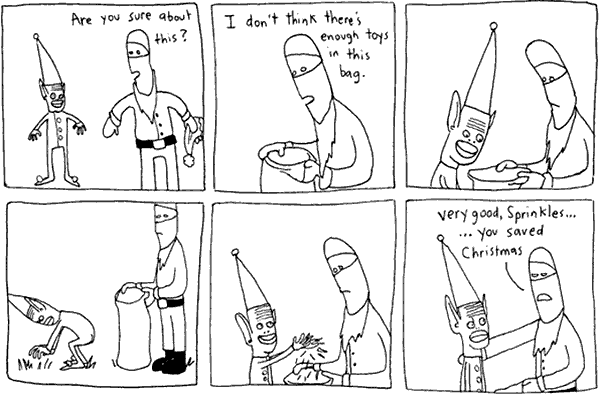 Are you sure about
this?
I don't think there's
enough toys
in this
bag.
very good, Sprinkles...
... you saved
Christmas